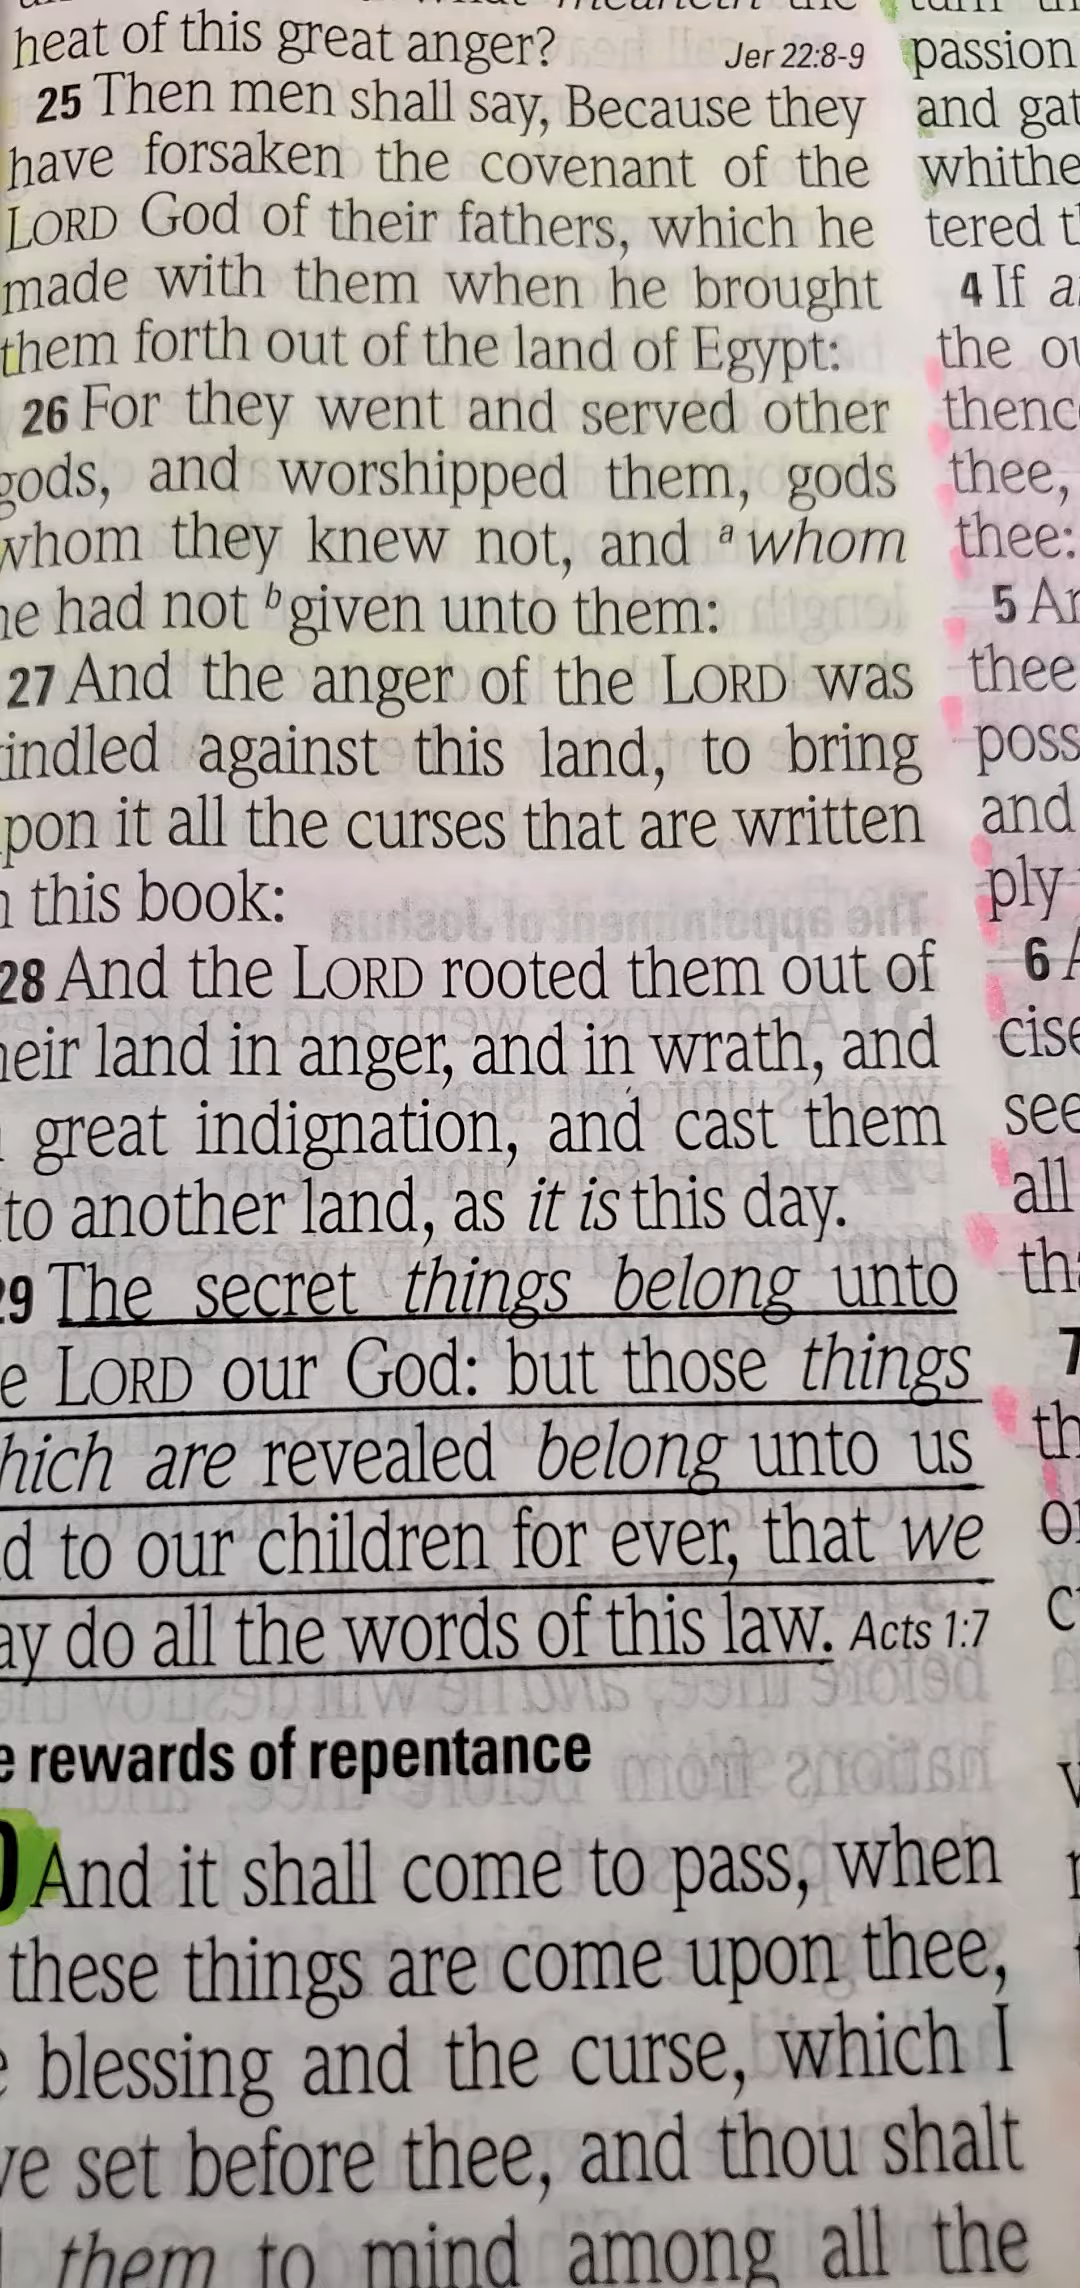 heat of this great anger? Jer 22:8-9
25 Then men shall say, Because they
have forsaken the covenant of the
LORD God of their fathers, which he
made with them when he brought
them forth out of the land of Egypt:
26 For they went and served other
gods, and worshipped them, gods
whom they knew not, and a whom
he had not b given unto them:
27 And the anger of the LORD was
indled against this land, to bring
pon it all the curses that are written
this book:
28 And the LORD rooted them out of
heir land in anger, and in wrath, and
great indignation, and cast them
to another land, as it is this day.
29 The secret things belong unto
e LORD our God: but those things
hich are revealed belong unto us
d to our children for ever, that we
ay do all the words of this law. Acts 1:7
e rewards of repentance
And it shall come to pass, when
these things are come upon thee,
blessing and the curse, which I
ve set before thee, and thou shalt
them to mind among all the
passion
and gat
whithe
tered t
4 If a
the ou
thence
thee,
thee:
5 An
thee
poss
and
ply
6 A
cise
see
all
tha
7
th
o
c